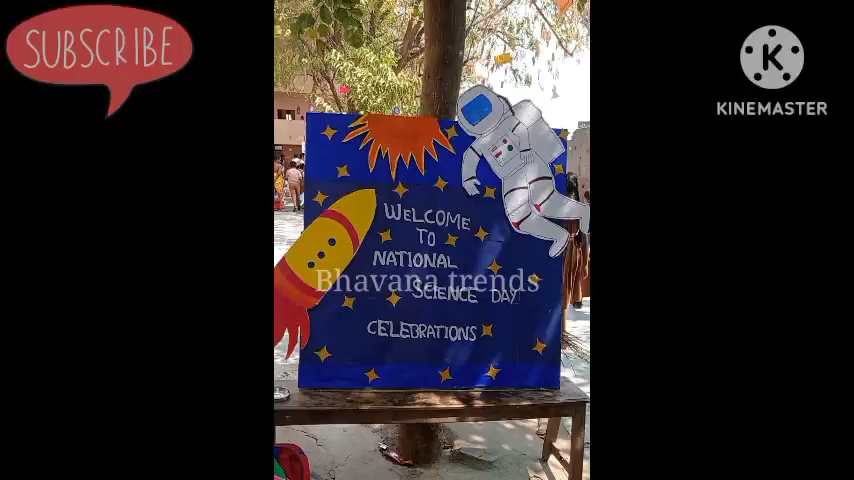 SUBSCRIBE
K
KINEMASTER
WELCOME
TO
NATIONAL
Bhavana trends
SCIENCE DAY!
CELEBRATIONS